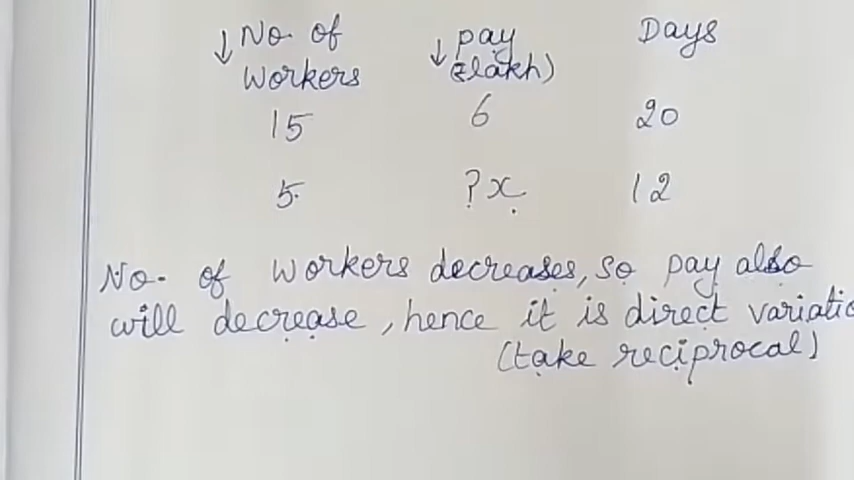 ↓ No. of Workers ↓ pay (₹lakh) Days
15 6 20
5 ? x 12
No. of workers decreases, so pay also
will decrease, hence it is direct variatio
(take reciprocal)